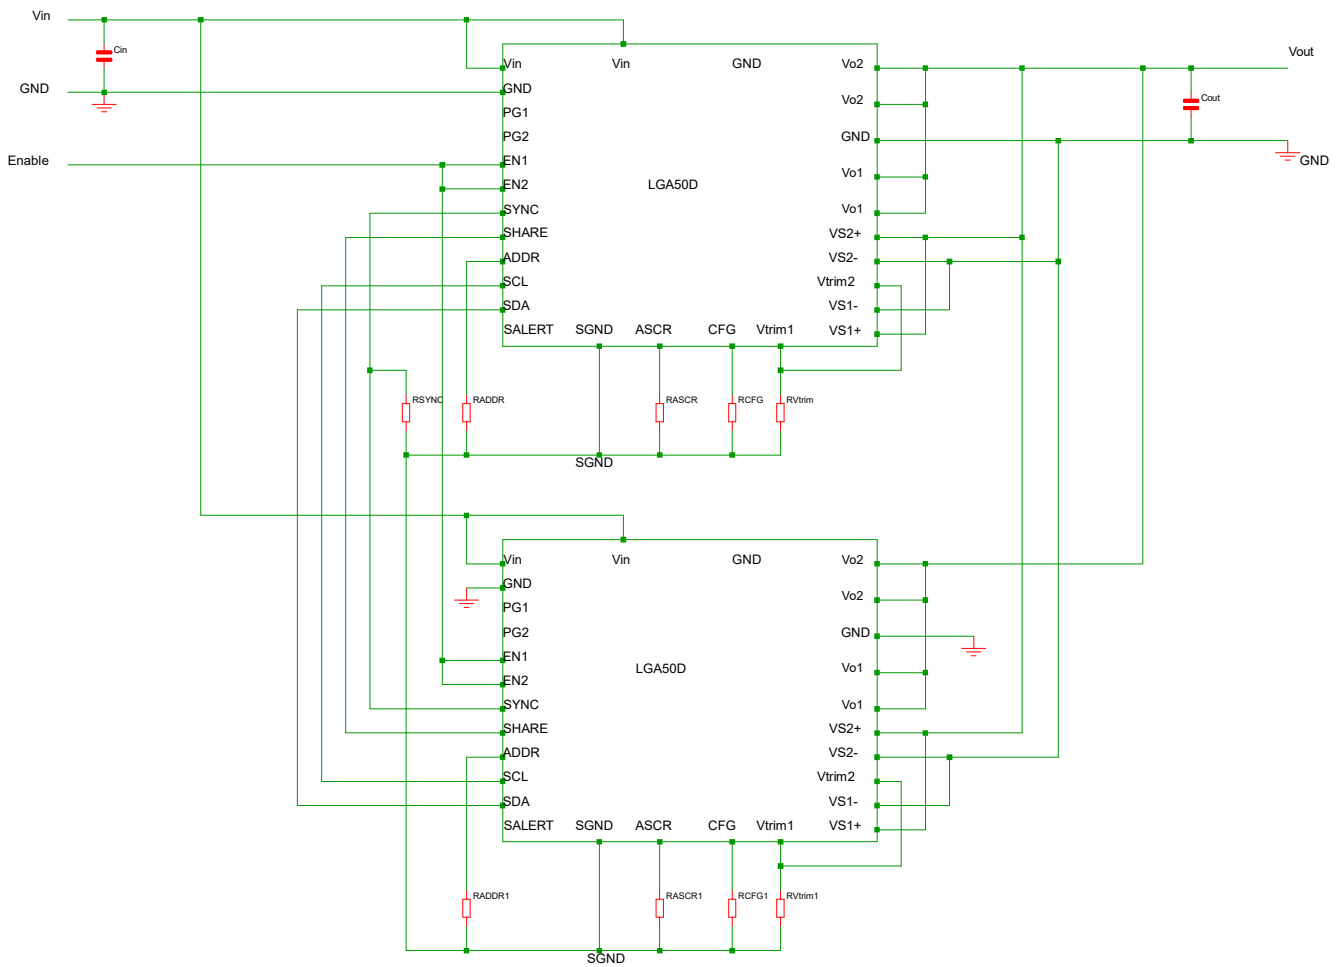 Vin
Cin
GND
Enable
Vin Vin GND Vo2
GND
PG1 Vo2
PG2 GND
EN1
EN2 LGA50D Vo1
SYNC Vo1
SHARE VS2+
ADDR VS2-
SCL Vtrim2
SDA VS1-
SALERT SGND ASCR CFG Vtrim1 VS1+
Vout
Cout
GND
RSYNC RADDR RASCR RCFG RVtrim
SGND
Vin Vin GND Vo2
GND
PG1 Vo2
PG2 GND
EN1 LGA50D Vo1
EN2
SYNC Vo1
SHARE VS2+
ADDR VS2-
SCL Vtrim2
SDA VS1-
SALERT SGND ASCR CFG Vtrim1 VS1+
RADDR1 RASCR1 RCFG1 RVtrim1
SGND